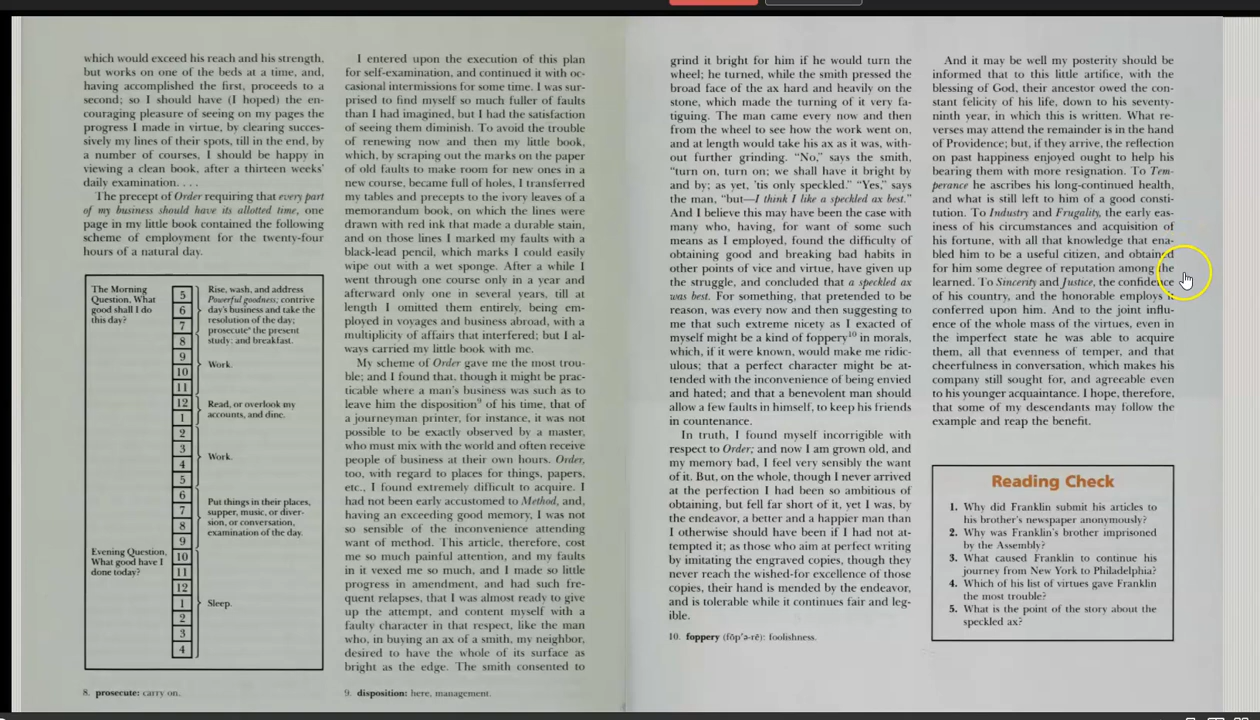 which would exceed his reach and his strength,
but works on one of the beds at a time, and,
having accomplished the first, proceeds to a
second; so I should have (I hoped) the en-
couraging pleasure of seeing on my pages the
progress I made in virtue, by clearing succes-
sively my lines of their spots, till in the end, by
a number of courses, I should be happy in
viewing a clean book, after a thirteen weeks'
daily examination. . . .
The precept of Order requiring that every part
of my business should have its allotted time, one
page in my little book contained the following
scheme of employment for the twenty-four
hours of a natural day.
The Morning
Question, What
good shall I do
this day?
5
6
7
8
Rise, wash, and address
Powerful goodness; contrive
day's business and take the
resolution of the day;
prosecute⁸ the present
study; and breakfast.
9
10
11
Work.
12
1
Read, or overlook my
accounts, and dine.
2
3
4
5
Work.
6
7
8
9
Put things in their places,
supper, music, or diver-
sion, or conversation,
examination of the day.
Evening Question,
What good have I
done today?
10
11
12
1
2
3
4
Sleep.
8. prosecute: carry on.
I entered upon the execution of this plan
for self-examination, and continued it with oc-
casional intermissions for some time. I was sur-
prised to find myself so much fuller of faults
than I had imagined, but I had the satisfaction
of seeing them diminish. To avoid the trouble
of renewing now and then my little book,
which, by scraping out the marks on the paper
of old faults to make room for new ones in a
new course, became full of holes, I transferred
my tables and precepts to the ivory leaves of a
memorandum book, on which the lines were
drawn with red ink that made a durable stain,
and on those lines I marked my faults with a
black-lead pencil, which marks I could easily
wipe out with a wet sponge. After a while I
went through one course only in a year and
afterward only one in several years, till at
length I omitted them entirely, being em-
ployed in voyages and business abroad, with a
multiplicity of affairs that interfered; but I al-
ways carried my little book with me.
My scheme of Order gave me the most trou-
ble; and I found that, though it might be prac-
ticable where a man's business was such as to
leave him the disposition⁹ of his time, that of
a journeyman printer, for instance, it was not
possible to be exactly observed by a master,
who must mix with the world and often receive
people of business at their own hours. Order,
too, with regard to places for things, papers,
etc., I found extremely difficult to acquire. I
had not been early accustomed to Method, and,
having an exceeding good memory, I was not
so sensible of the inconvenience attending
want of method. This article, therefore, cost
me so much painful attention, and my faults
in it vexed me so much, and I made so little
progress in amendment, and had such fre-
quent relapses, that I was almost ready to give
up the attempt, and content myself with a
faulty character in that respect, like the man
who, in buying an ax of a smith, my neighbor,
desired to have the whole of its surface as
bright as the edge. The smith consented to
9. disposition: here, management.
grind it bright for him if he would turn the
wheel; he turned, while the smith pressed the
broad face of the ax hard and heavily on the
stone, which made the turning of it very fa-
tiguing. The man came every now and then
from the wheel to see how the work went on,
and at length would take his ax as it was, with-
out further grinding. "No," says the smith,
"turn on, turn on; we shall have it bright by
and by; as yet, 'tis only speckled." "Yes," says
the man, "but—I think I like a speckled ax best."
And I believe this may have been the case with
many who, having, for want of some such
means as I employed, found the difficulty of
obtaining good and breaking bad habits in
other points of vice and virtue, have given up
the struggle, and concluded that a speckled ax
was best. For something, that pretended to be
reason, was every now and then suggesting to
me that such extreme nicety as I exacted of
myself might be a kind of foppery¹⁰ in morals,
which, if it were known, would make me ridic-
ulous; that a perfect character might be at-
tended with the inconvenience of being envied
and hated; and that a benevolent man should
allow a few faults in himself, to keep his friends
in countenance.
In truth, I found myself incorrigible with
respect to Order; and now I am grown old, and
my memory bad, I feel very sensibly the want
of it. But, on the whole, though I never arrived
at the perfection I had been so ambitious of
obtaining, but fell far short of it, yet I was, by
the endeavor, a better and a happier man than
I otherwise should have been if I had not at-
tempted it; as those who aim at perfect writing
by imitating the engraved copies, though they
never reach the wished-for excellence of those
copies, their hand is mended by the endeavor,
and is tolerable while it continues fair and leg-
ible.
10. foppery (fŏp'ə-rē): foolishness.
And it may be well my posterity should be
informed that to this little artifice, with the
blessing of God, their ancestor owed the con-
stant felicity of his life, down to his seventy-
ninth year, in which this is written. What re-
verses may attend the remainder is in the hand
of Providence; but, if they arrive, the reflection
on past happiness enjoyed ought to help his
bearing them with more resignation. To Tem-
perance he ascribes his long-continued health,
and what is still left to him of a good consti-
tution. To Industry and Frugality, the early eas-
iness of his circumstances and acquisition of
his fortune, with all that knowledge that ena-
bled him to be a useful citizen, and obtained
for him some degree of reputation among the
learned. To Sincerity and Justice, the confidence
of his country, and the honorable employs it
conferred upon him. And to the joint influ-
ence of the whole mass of the virtues, even in
the imperfect state he was able to acquire
them, all that evenness of temper, and that
cheerfulness in conversation, which makes his
company still sought for, and agreeable even
to his younger acquaintance. I hope, therefore,
that some of my descendants may follow the
example and reap the benefit.
Reading Check
1. Why did Franklin submit his articles to
his brother's newspaper anonymously?
2. Why was Franklin's brother imprisoned
by the Assembly?
3. What caused Franklin to continue his
journey from New York to Philadelphia?
4. Which of his list of virtues gave Franklin
the most trouble?
5. What is the point of the story about the
speckled ax?